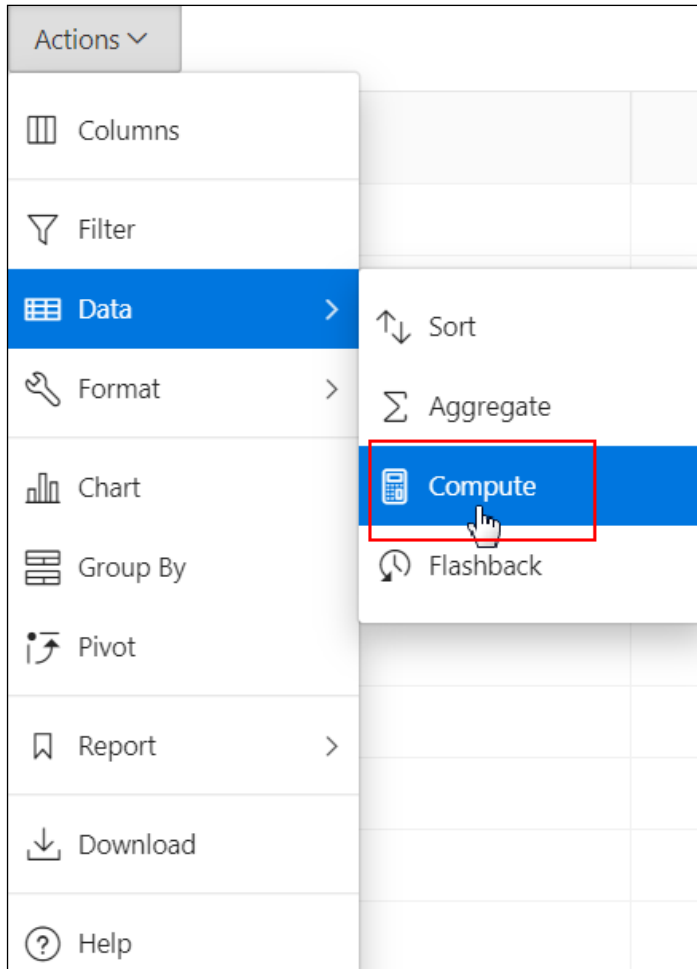 Actions
Columns
Filter
Data
Format
Chart
Group By
Pivot
Report
Download
Help
Sort
Aggregate
Compute
Flashback